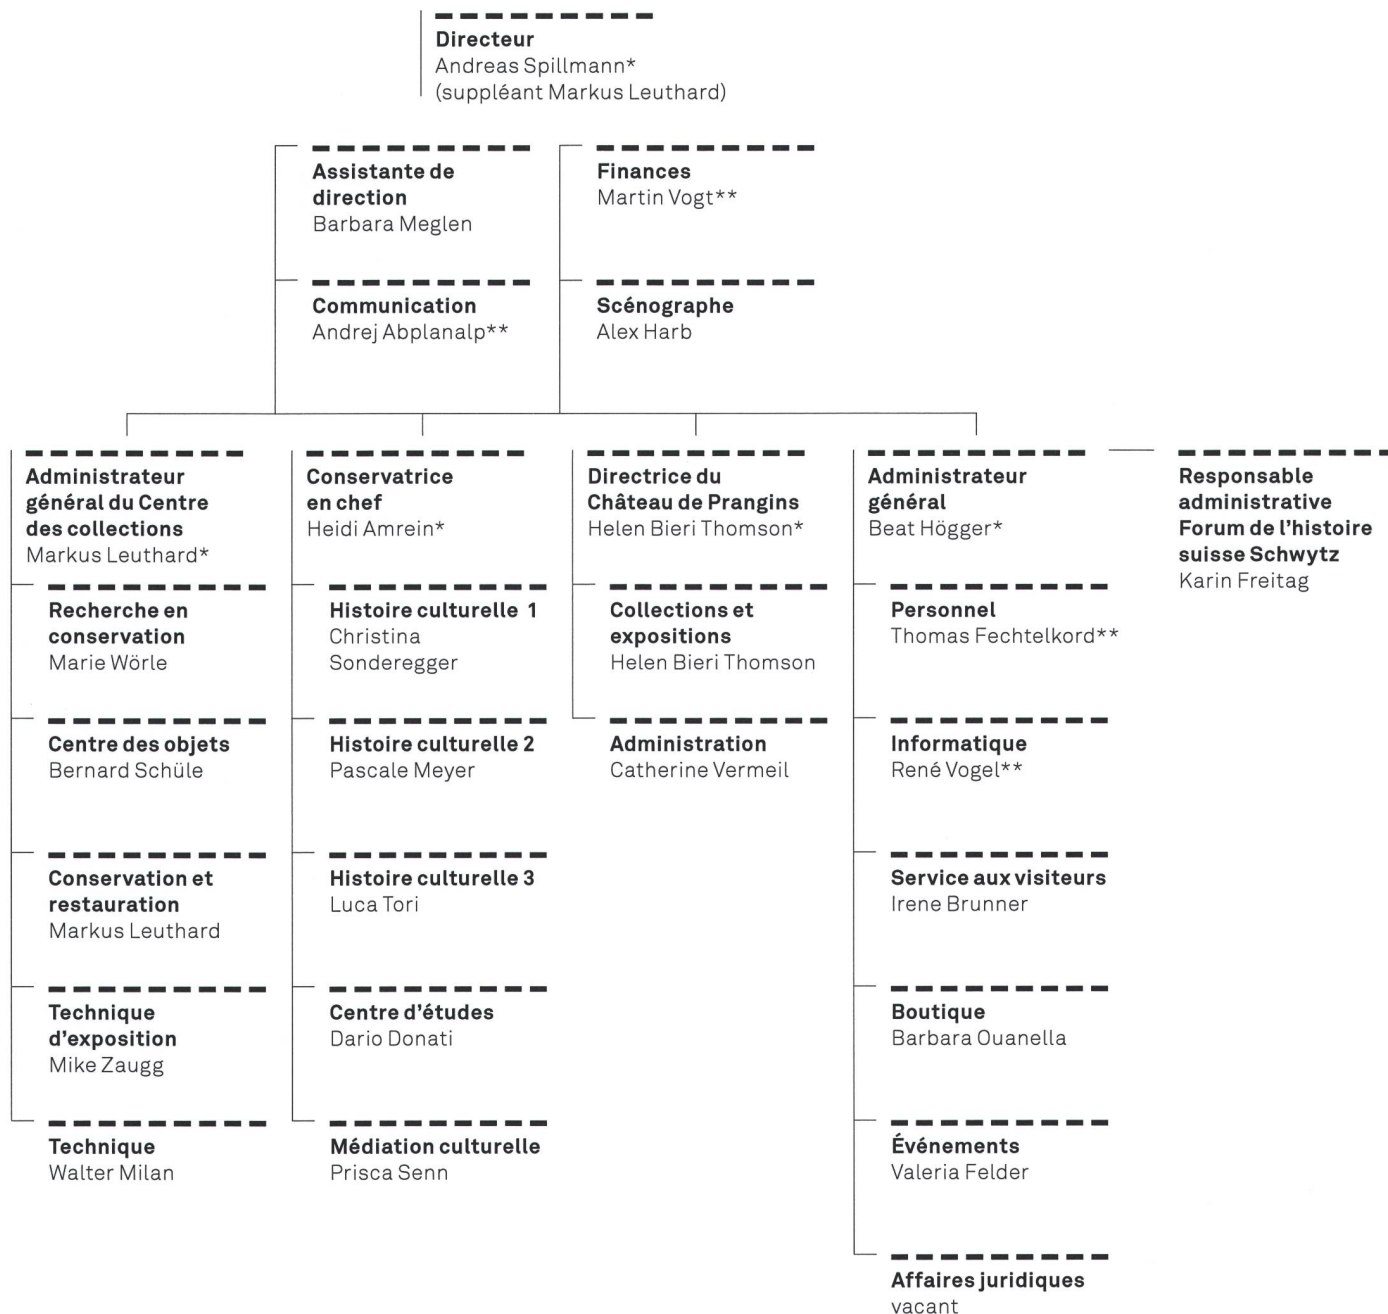 Directeur
Andreas Spillmann*
(suppléant Markus Leuthard)
Assistante de
direction
Barbara Meglen
Finances
Martin Vogt**
Communication
Andrej Abplanalp**
Scénographe
Alex Harb
Administrateur
général du Centre
des collections
Markus Leuthard*
Recherche en
conservation
Marie Wörle
Centre des objets
Bernard Schüle
Conservation et
restauration
Markus Leuthard
Technique
d'exposition
Mike Zaugg
Technique
Walter Milan
Conservatrice
en chef
Heidi Amrein*
Histoire culturelle 1
Christina
Sonderegger
Histoire culturelle 2
Pascale Meyer
Histoire culturelle 3
Luca Tori
Centre d'études
Dario Donati
Médiation culturelle
Prisca Senn
Directrice du
Château de Prangins
Helen Bieri Thomson*
Collections et
expositions
Helen Bieri Thomson
Administration
Catherine Vermeil
Administrateur
général
Beat Högger*
Personnel
Thomas Fechtelkord**
Informatique
René Vogel**
Service aux visiteurs
Irene Brunner
Boutique
Barbara Ouanella
Événements
Valeria Felder
Affaires juridiques
vacant
Responsable
administrative
Forum de l'histoire
suisse Schwytz
Karin Freitag